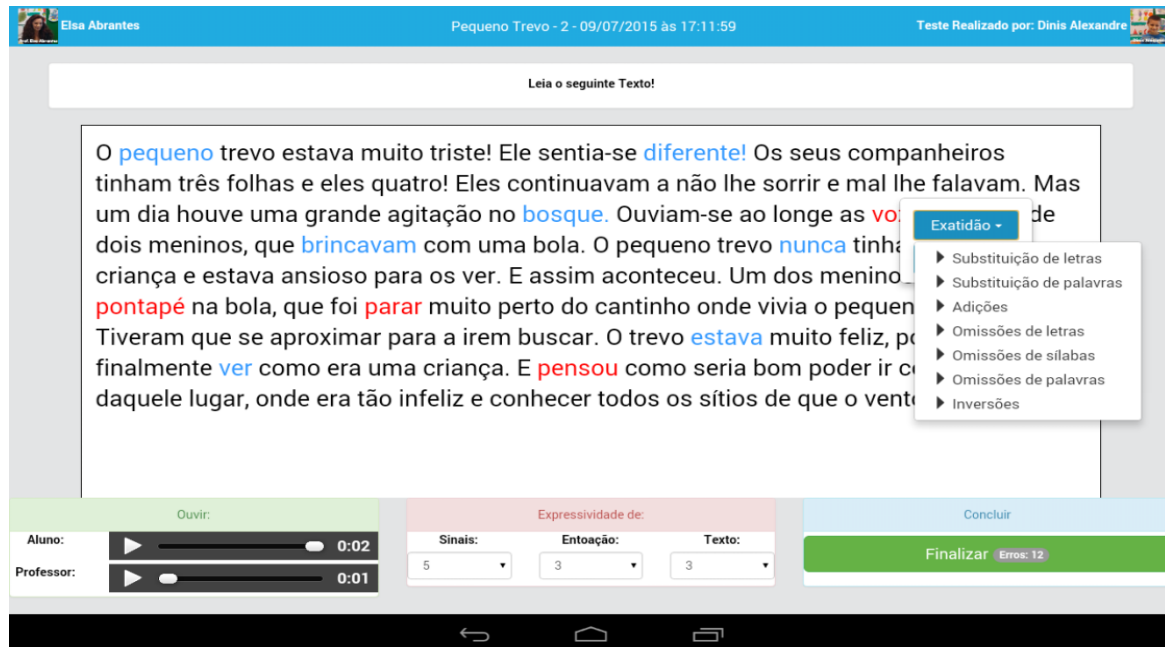 Elsa Abrantes
Pequeno Trevo - 2 - 09/07/2015 às 17:11:59
Teste Realizado por: Dinis Alexandre
Leia o seguinte Texto!
O pequeno trevo estava muito triste! Ele sentia-se diferente! Os seus companheiros
tinham três folhas e eles quatro! Eles continuavam a não lhe sorrir e mal lhe falavam. Mas
um dia houve uma grande agitação no bosque. Ouviam-se ao longe as de
dois meninos, que brincavam com uma bola. O pequeno trevo nunca
criança e estava ansioso para os ver. E assim aconteceu. Um dos
pontapé na bola, que foi parar muito perto do cantinho onde vivia o
Tiveram que se aproximar para a irem buscar. O trevo estava muito feliz,
finalmente ver como era uma criança. E pensou como seria bom poder ir
daquele lugar, onde era tão infeliz e conhecer todos os sítios de que o
Exatidão
Substituição de letras
Substituição de palavras
Adições
Omissões de letras
Omissões de sílabas
Omissões de palavras
Inversões
Ouvir:
Aluno:
0:02
Professor:
0:01
Expressividade de:
Sinais:
Entoação:
Texto:
5
3
3
Concluir
Finalizar Erros: 12